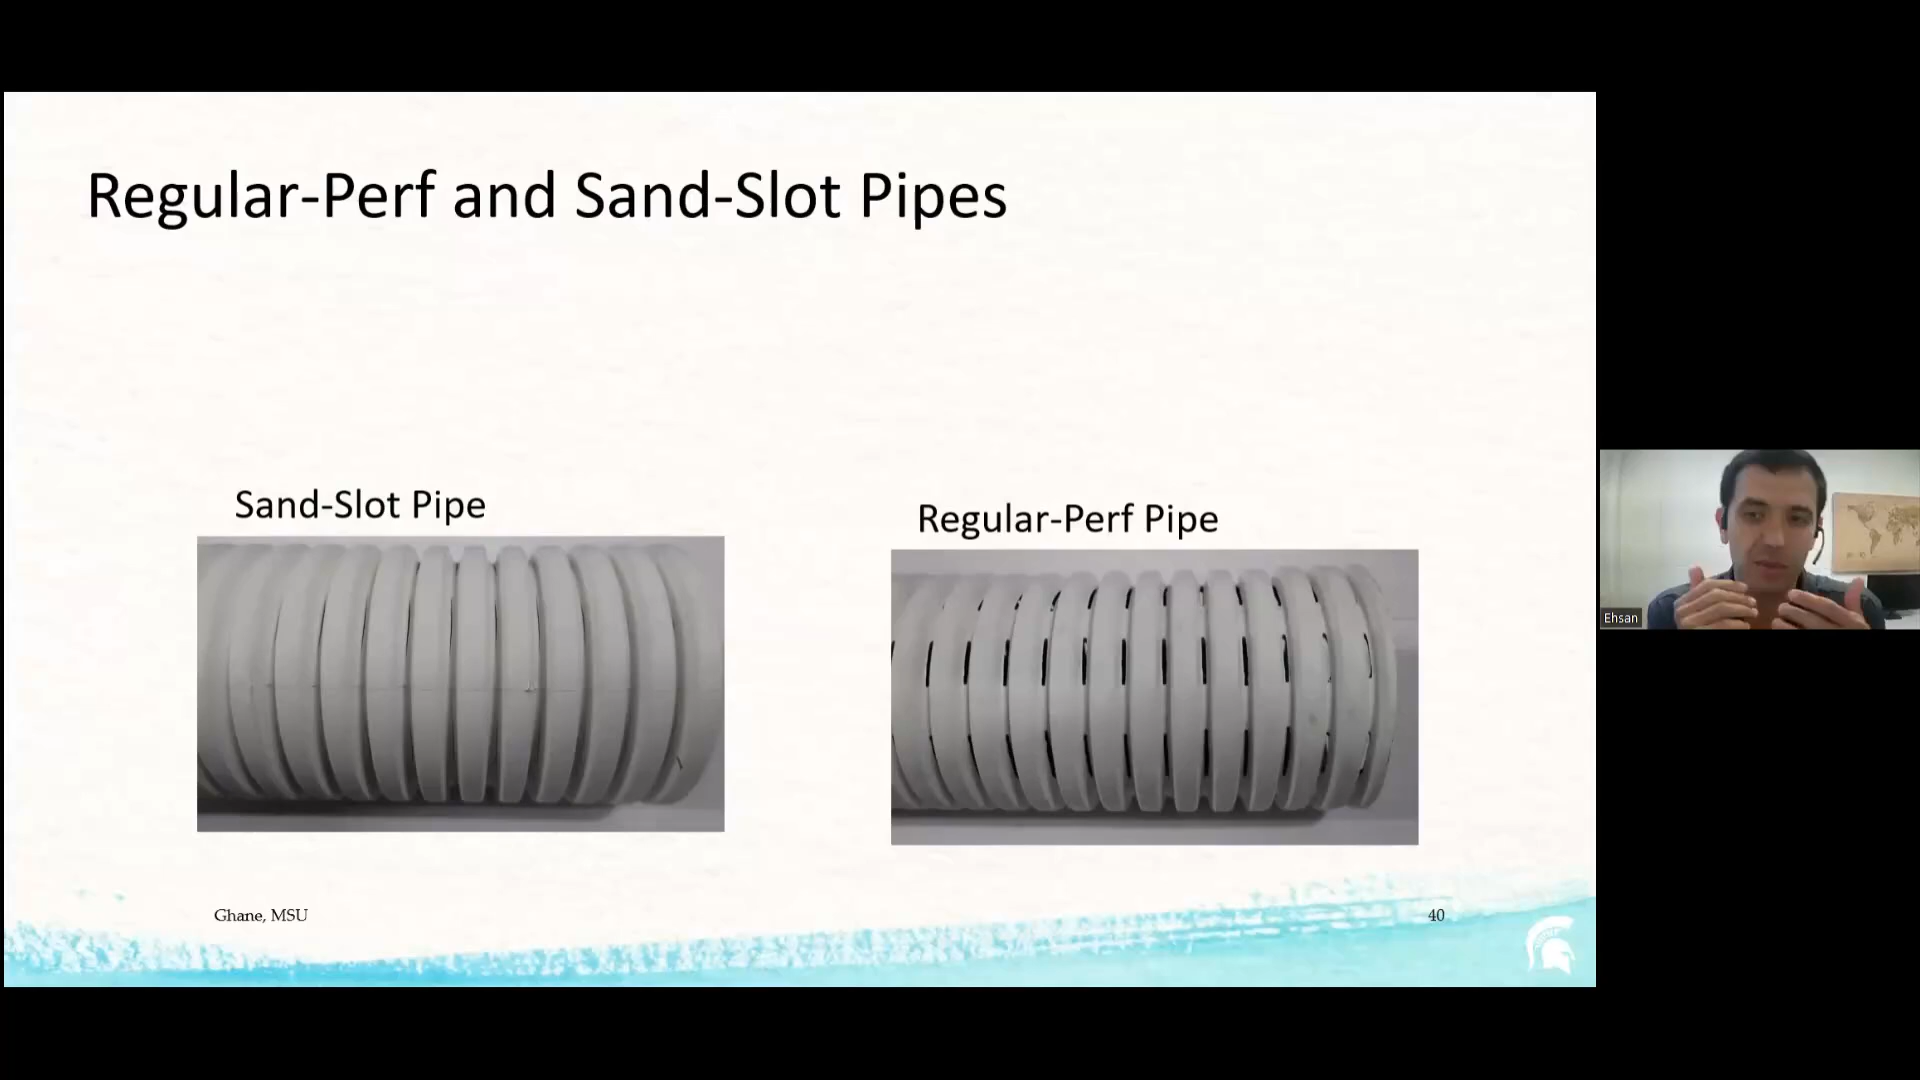 Regular-Perf and Sand-Slot Pipes
Sand-Slot Pipe
Regular-Perf Pipe
Ehsan
Ghane, MSU
40